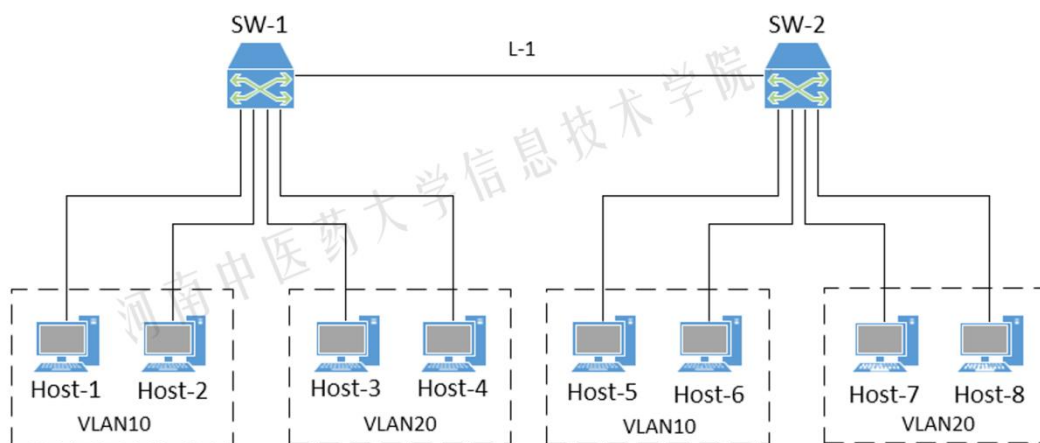 SW-1
SW-2
L-1
河南中医药大学信息技术学院
Host-1 Host-2
VLAN10
Host-3 Host-4
VLAN20
Host-5 Host-6
VLAN10
Host-7 Host-8
VLAN20